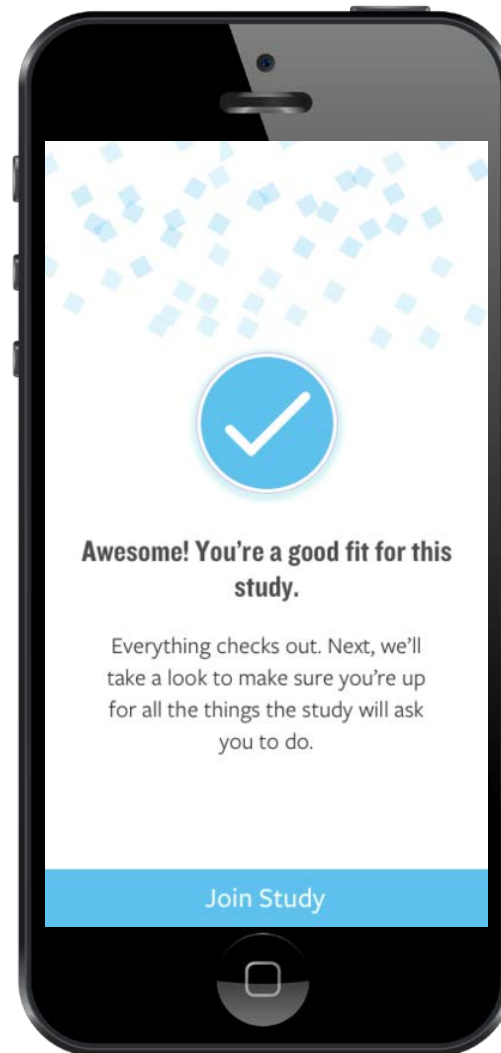 Awesome! You’re a good fit for this
study.
Everything checks out. Next, we’ll
take a look to make sure you’re up
for all the things the study will ask
you to do.
Join Study